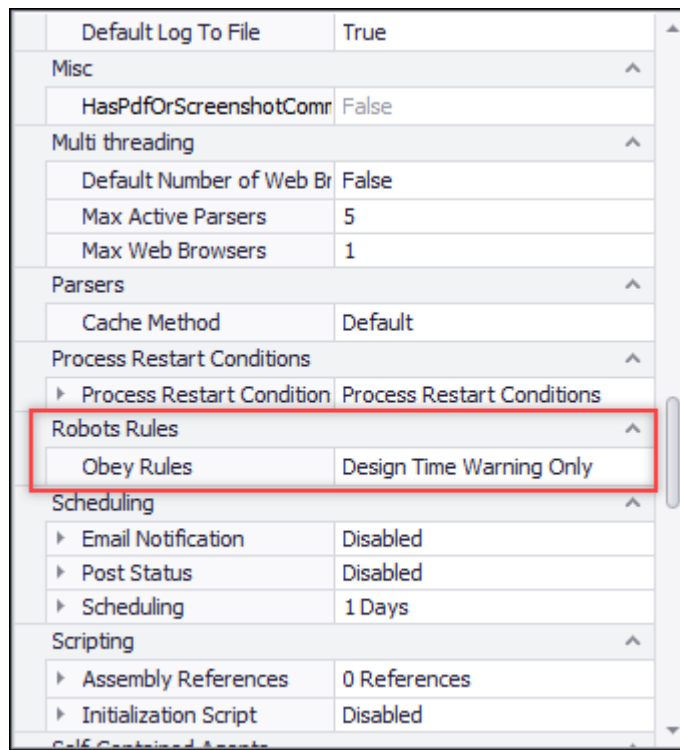 Default Log To File True
Misc
HasPdfOrScreenshotComm False
Multi threading
Default Number of Web Br False
Max Active Parsers 5
Max Web Browsers 1
Parsers
Cache Method Default
Process Restart Conditions
Process Restart Condition Process Restart Conditions
Robots Rules
Obey Rules Design Time Warning Only
Scheduling
Email Notification Disabled
Post Status Disabled
Scheduling 1 Days
Scripting
Assembly References 0 References
Initialization Script Disabled
Self Contained Agents